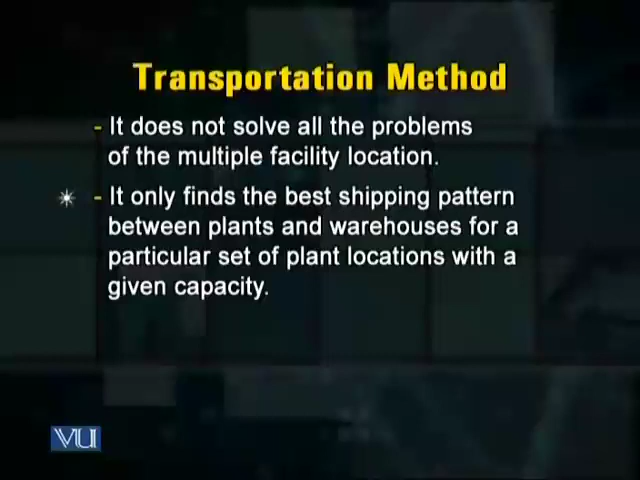 Transportation Method
- It does not solve all the problems
of the multiple facility location.
- It only finds the best shipping pattern
between plants and warehouses for a
particular set of plant locations with a
given capacity.
VU